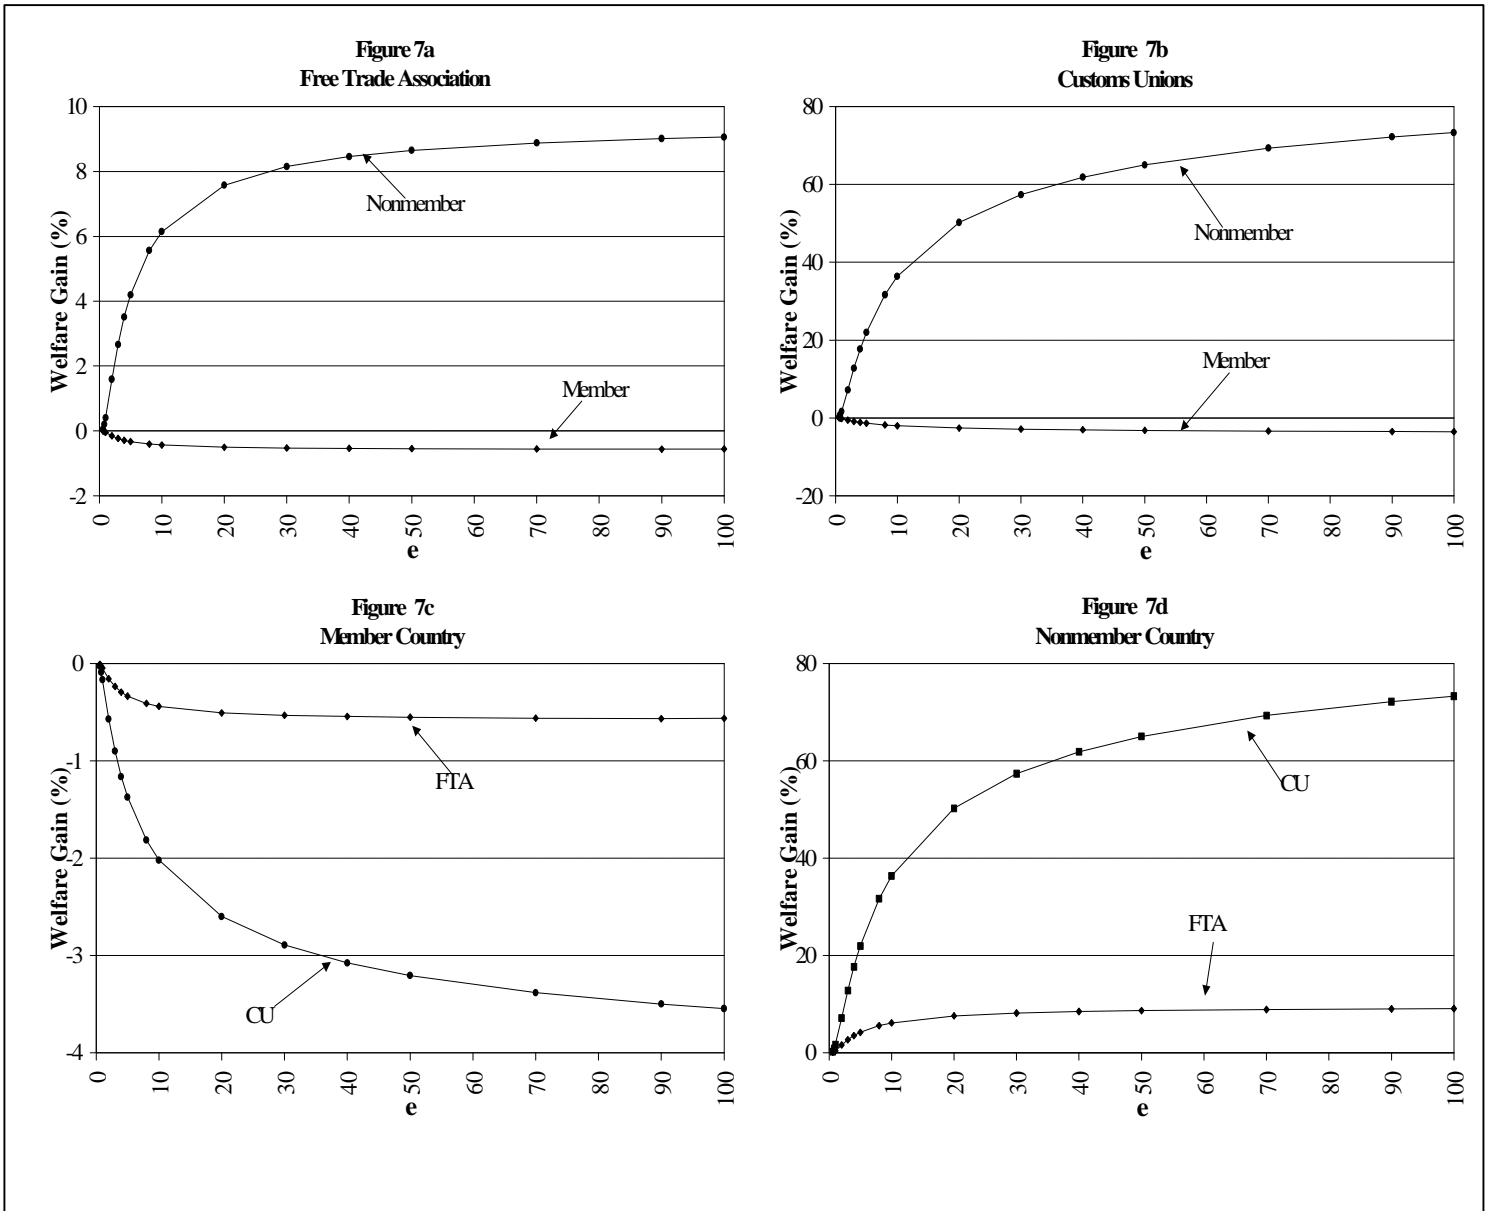 Figure 7a
Free Trade Association
10
8
6
4
2
0
-2
Welfare Gain (%)
Nonmember
Member
0 10 20 30 40 50 60 70 80 90 100
e
Figure 7b
Customs Unions
80
60
40
20
0
-20
Welfare Gain (%)
Nonmember
Member
0 10 20 30 40 50 60 70 80 90 100
e
Figure 7c
Member Country
0
-1
-2
-3
-4
Welfare Gain (%)
FTA
CU
0 10 20 30 40 50 60 70 80 90 100
e
Figure 7d
Nonmember Country
80
60
40
20
0
Welfare Gain (%)
CU
FTA
0 10 20 30 40 50 60 70 80 90 100
e